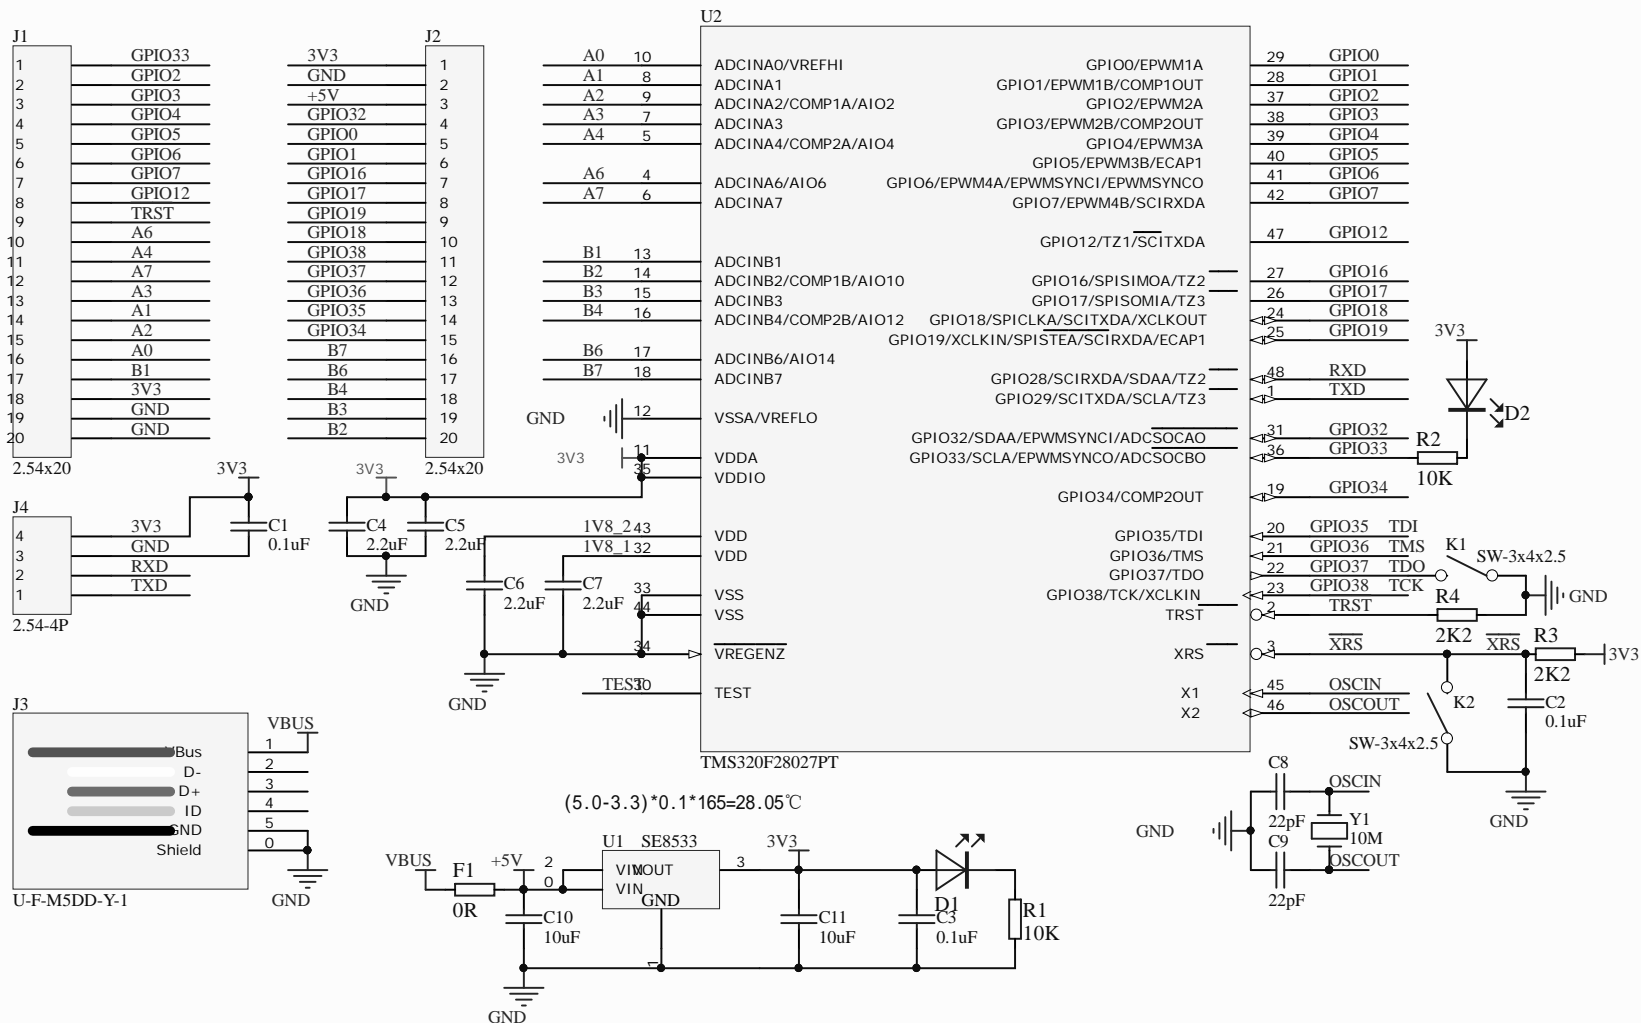 J1
1 GPIO33
2 GPIO2
3 GPIO3
4 GPIO4
5 GPIO5
6 GPIO6
7 GPIO7
8 GPIO12
9 TRST
10 A6
11 A4
12 A7
13 A3
14 A1
15 A2
16 A0
17 B1
18 3V3
19 GND
20 GND
2.54x20
J2
3V3 1
GND 2
+5V 3
GPIO32 4
GPIO0 5
GPIO1 6
GPIO16 7
GPIO17 8
GPIO19 9
GPIO18 10
GPIO38 11
GPIO37 12
GPIO36 13
GPIO35 14
GPIO34 15
B7 16
B6 17
B4 18
B3 19
B2 20
2.54x20
J4
4 3V3
3 GND
2 RXD
1 TXD
2.54-4P
3V3
C1
0.1uF
3V3
C4
2.2uF
C5
2.2uF
GND
U2
A0 10 ADCINA0/VREFHI
A1 8 ADCINA1
A2 9 ADCINA2/COMP1A/AIO2
A3 7 ADCINA3
A4 5 ADCINA4/COMP2A/AIO4
A6 4 ADCINA6/AIO6
A7 6 ADCINA7
B1 13 ADCINB1
B2 14 ADCINB2/COMP1B/AIO10
B3 15 ADCINB3
B4 16 ADCINB4/COMP2B/AIO12
B6 17 ADCINB6/AIO14
B7 18 ADCINB7
GND 12 VSSA/VREFLO
3V3 11 VDDA
35 VDDIO
1V8_2 43 VDD
1V8_1 32 VDD
C6
2.2uF
C7
2.2uF
33 VSS
44 VSS
34 VREGENZ
GND
TEST 30 TEST
GPIO0/EPWM1A 29 GPIO0
GPIO1/EPWM1B/COMP1OUT 28 GPIO1
GPIO2/EPWM2A 37 GPIO2
GPIO3/EPWM2B/COMP2OUT 38 GPIO3
GPIO4/EPWM3A 39 GPIO4
GPIO5/EPWM3B/ECAP1 40 GPIO5
GPIO6/EPWM4A/EPWMSYNCI/EPWMSYNCO 41 GPIO6
GPIO7/EPWM4B/SCIRXDA 42 GPIO7
GPIO12/TZ1/SCITXDA 47 GPIO12
GPIO16/SPISIMOA/TZ2 27 GPIO16
GPIO17/SPISOMIA/TZ3 26 GPIO17
GPIO18/SPICLKA/SCITXDA/XCLKOUT 24 GPIO18
GPIO19/XCLKIN/SPISTEA/SCIRXDA/ECAP1 25 GPIO19
GPIO28/SCIRXDA/SDAA/TZ2 48 RXD
GPIO29/SCITXDA/SCLA/TZ3 1 TXD
GPIO32/SDAA/EPWMSYNCI/ADCSOCAO 31 GPIO32
GPIO33/SCLA/EPWMSYNCO/ADCSOCBO 36 GPIO33
GPIO34/COMP2OUT 19 GPIO34
GPIO35/TDI 20 GPIO35 TDI
GPIO36/TMS 21 GPIO36 TMS
GPIO37/TDO 22 GPIO37 TDO
GPIO38/TCK/XCLKIN 23 GPIO38 TCK
TRST 2 TRST
XRS 3 XRS XRS
X1 45 OSCIN
X2 46 OSCOUT
TMS320F28027PT
3V3
D2
R2
10K
K1
SW-3x4x2.5
GND
R4
2K2
R3
2K2
3V3
K2
SW-3x4x2.5
C2
0.1uF
GND
J3
VBUS
VBus 1
D- 2
D+ 3
ID 4
GND 5
Shield 0
U-F-M5DD-Y-1
GND
(5.0-3.3)*0.1*165=28.05℃
VBUS
F1
0R
+5V
C10
10uF
U1 SE8533
2 VIN VOUT 3
0 VIN
GND
1
3V3
C11
10uF
C3
0.1uF
D1
R1
10K
GND
C8
22pF
OSCIN
GND
Y1
10M
C9
22pF
OSCOUT